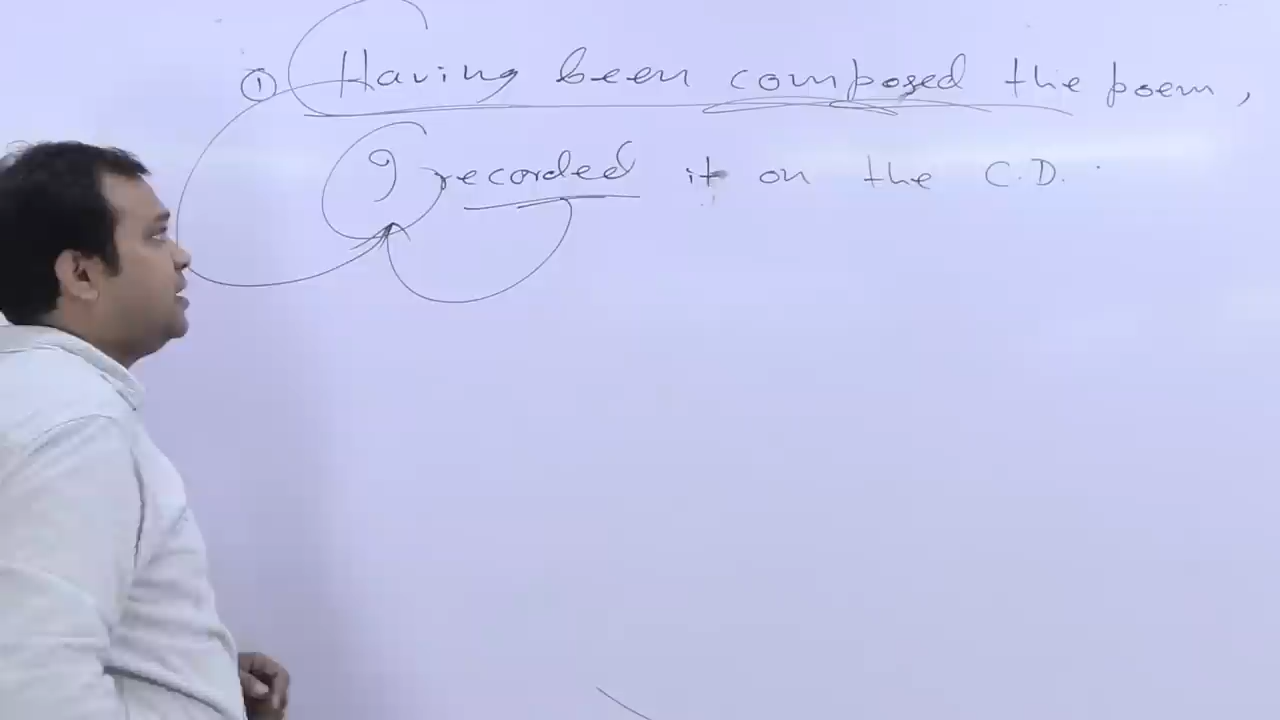 ① Having been composed the poem,
I recorded it on the C.D.